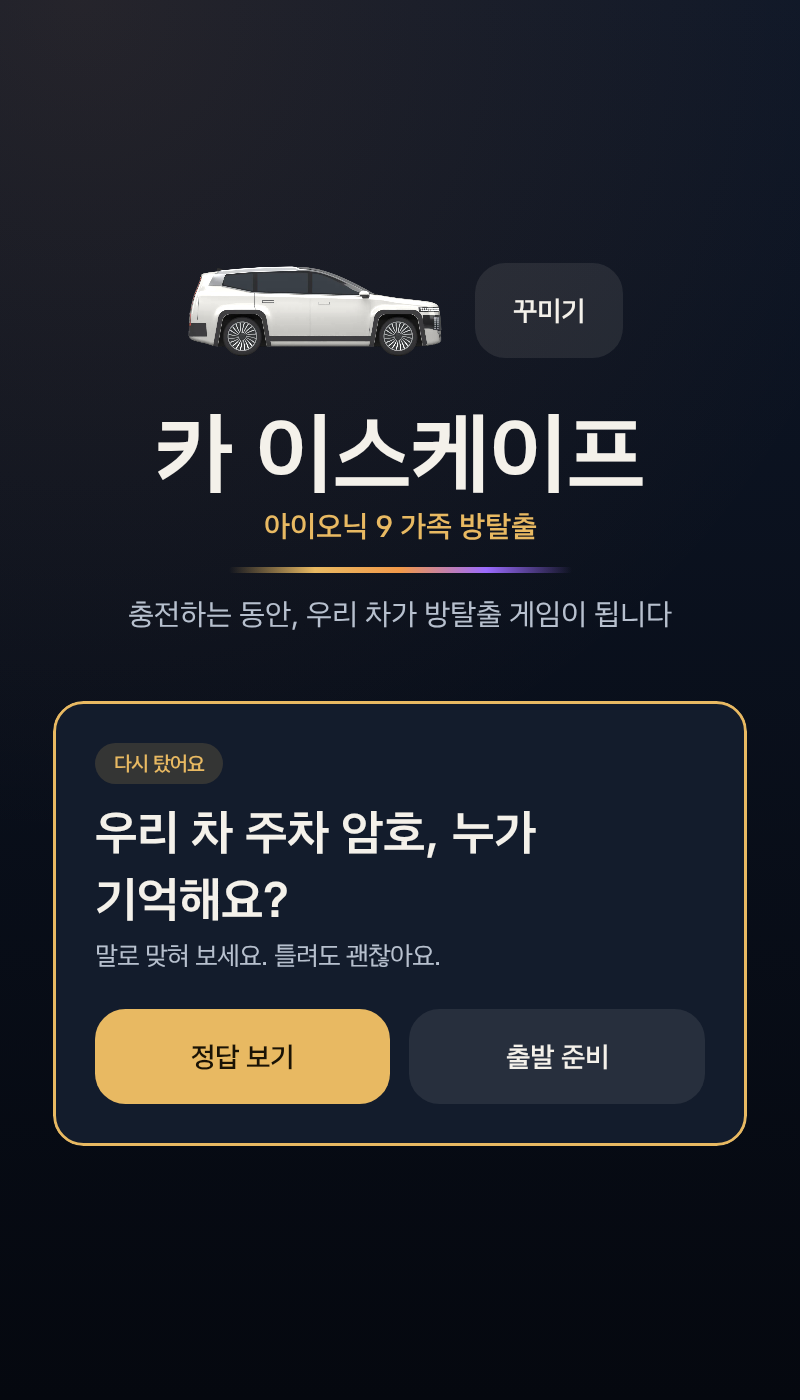 꾸미기
카 이스케이프
아이오닉 9 가족 방탈출
충전하는 동안, 우리 차가 방탈출 게임이 됩니다
다시 탔어요
우리 차 주차 암호, 누가
기억해요?
말로 맞혀 보세요. 틀려도 괜찮아요.
정답 보기
출발 준비